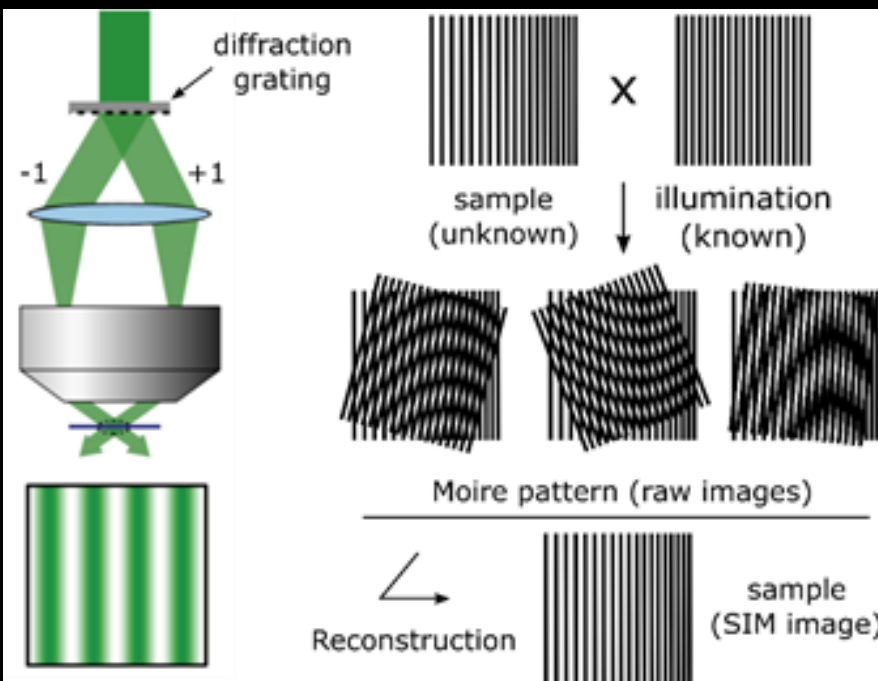 diffraction
grating
-1
+1
x
sample
(unknown)
illumination
(known)
Moire pattern (raw images)
Reconstruction
sample
(SIM image)